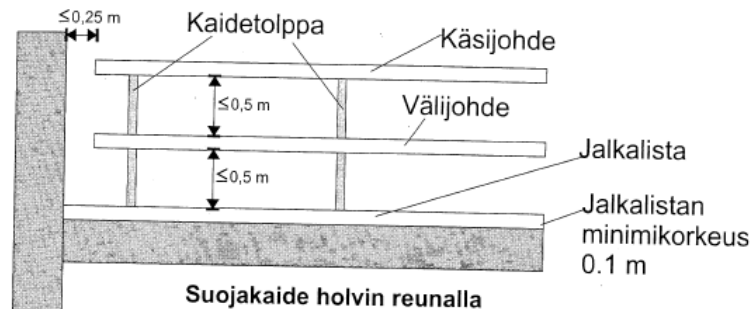 ≤0,25 m
Kaidetolppa
Käsijohde
≤0,5 m
Välijohde
≤0,5 m
Jalkalista
Jalkalistan
minimikorkeus
0.1 m
Suojakaide holvin reunalla